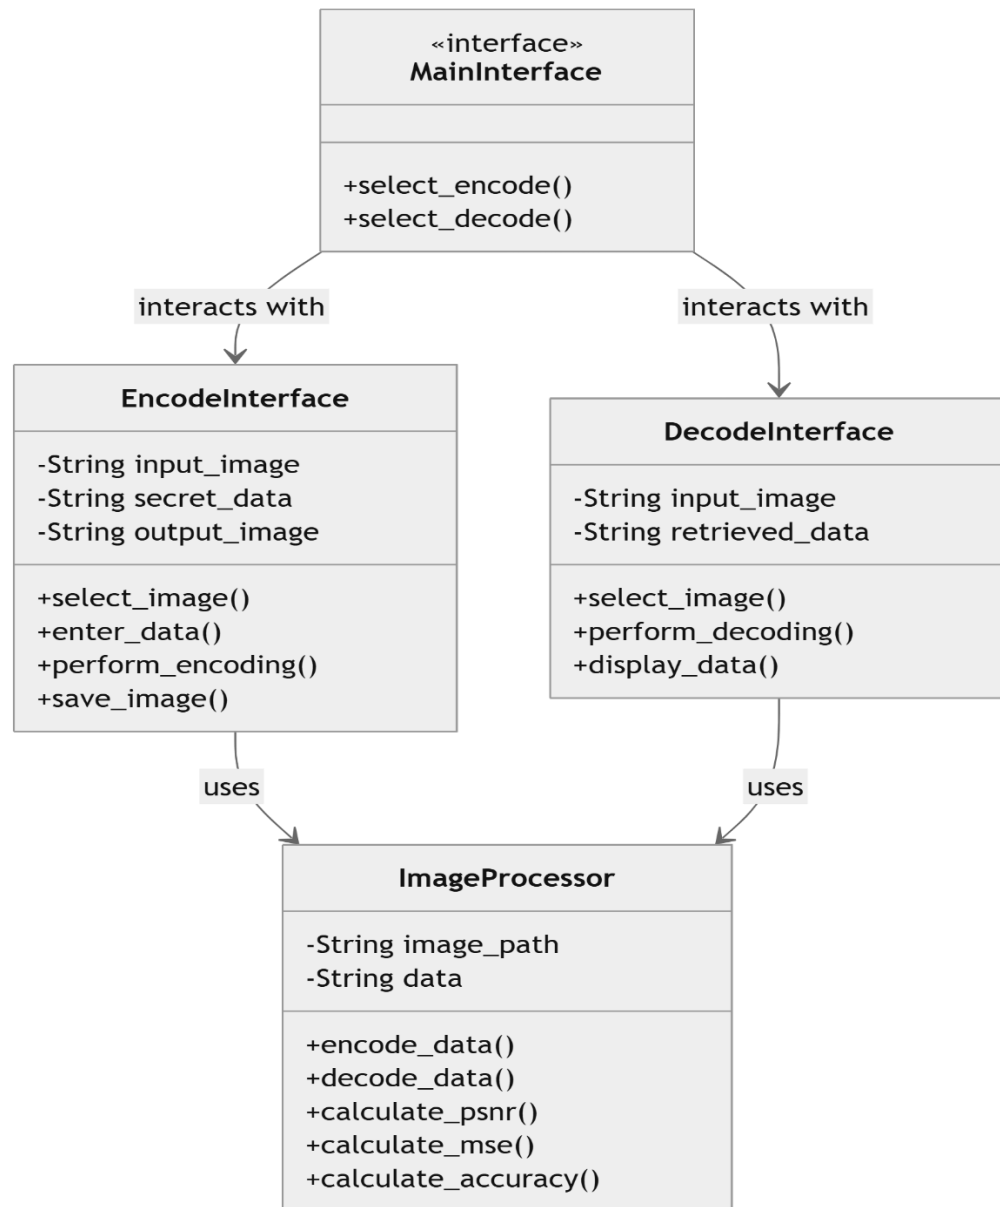 «interface»
MainInterface
+select_encode()
+select_decode()
interacts with
interacts with
EncodeInterface
-String input_image
-String secret_data
-String output_image
+select_image()
+enter_data()
+perform_encoding()
+save_image()
DecodeInterface
-String input_image
-String retrieved_data
+select_image()
+perform_decoding()
+display_data()
uses
uses
ImageProcessor
-String image_path
-String data
+encode_data()
+decode_data()
+calculate_psnr()
+calculate_mse()
+calculate_accuracy()